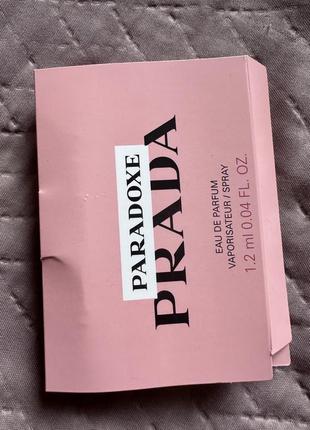 PARADOXE
PRADA
EAU DE PARFUM
VAPORISATEUR / SPRAY
1.2 ml 0.04 FL. OZ.